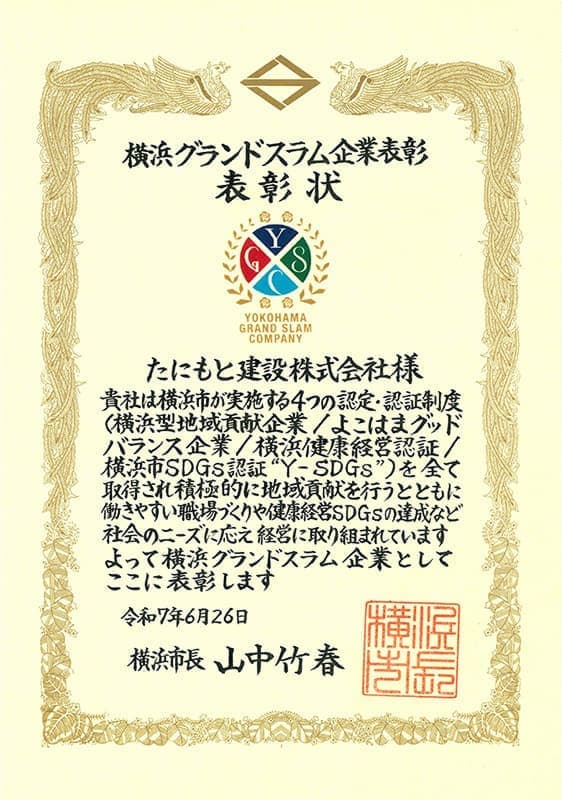 横浜グランドスラム企業表彰
表彰状
Y
G S
C
YOKOHAMA
GRAND SLAM
COMPANY
たにもと建設株式会社様
貴社は横浜市が実施する4つの認定・認証制度
(横浜型地域貢献企業/よこはまグッド
バランス企業/横浜健康経営認証/
横浜市SDGs認証“Y-SDGs”)を全て
取得され積極的に地域貢献を行うとともに
働きやすい職場づくりや健康経営SDGsの達成など
社会のニーズに応え経営に取り組まれています
よって横浜グランドスラム企業として
ここに表彰します
令和7年6月26日
横浜市長 山中竹春
横浜市長